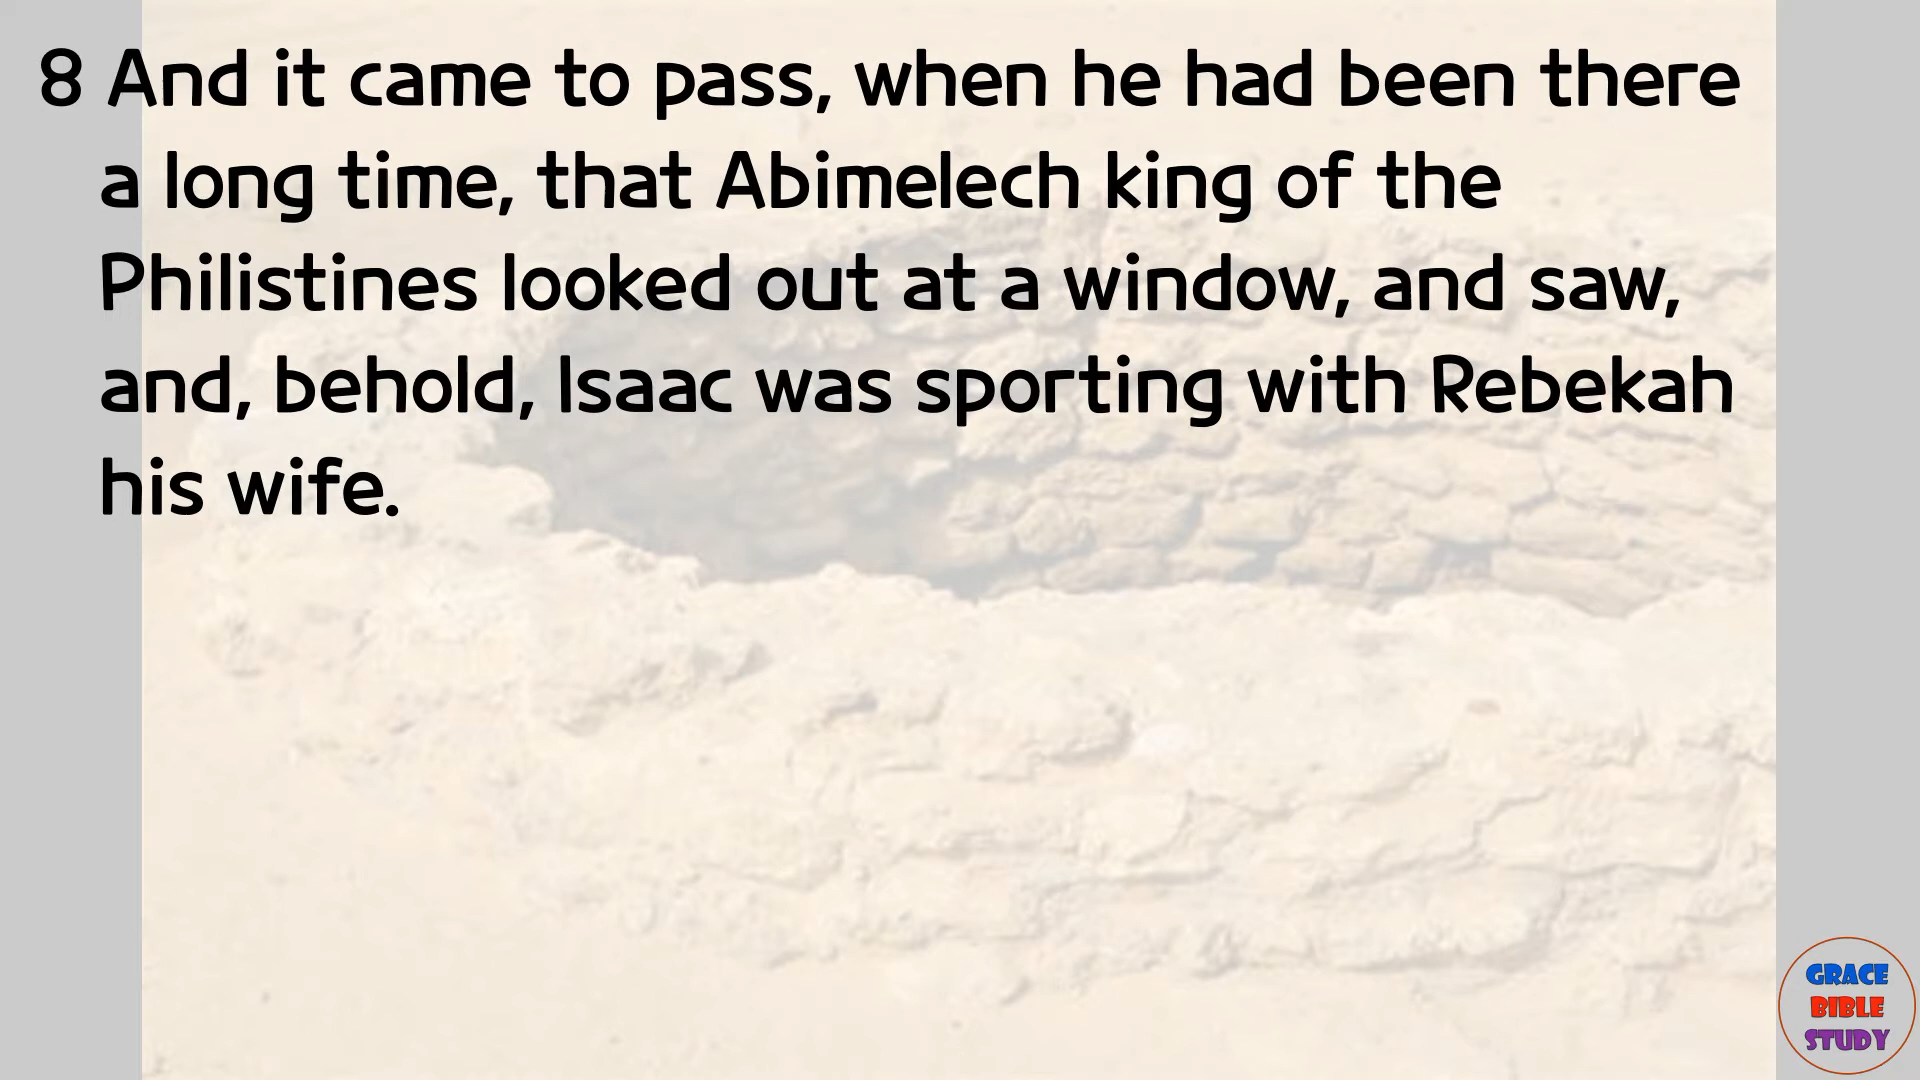 8 And it came to pass, when he had been there
a long time, that Abimelech king of the
Philistines looked out at a window, and saw,
and, behold, Isaac was sporting with Rebekah
his wife.
GRACE
BIBLE
STUDY